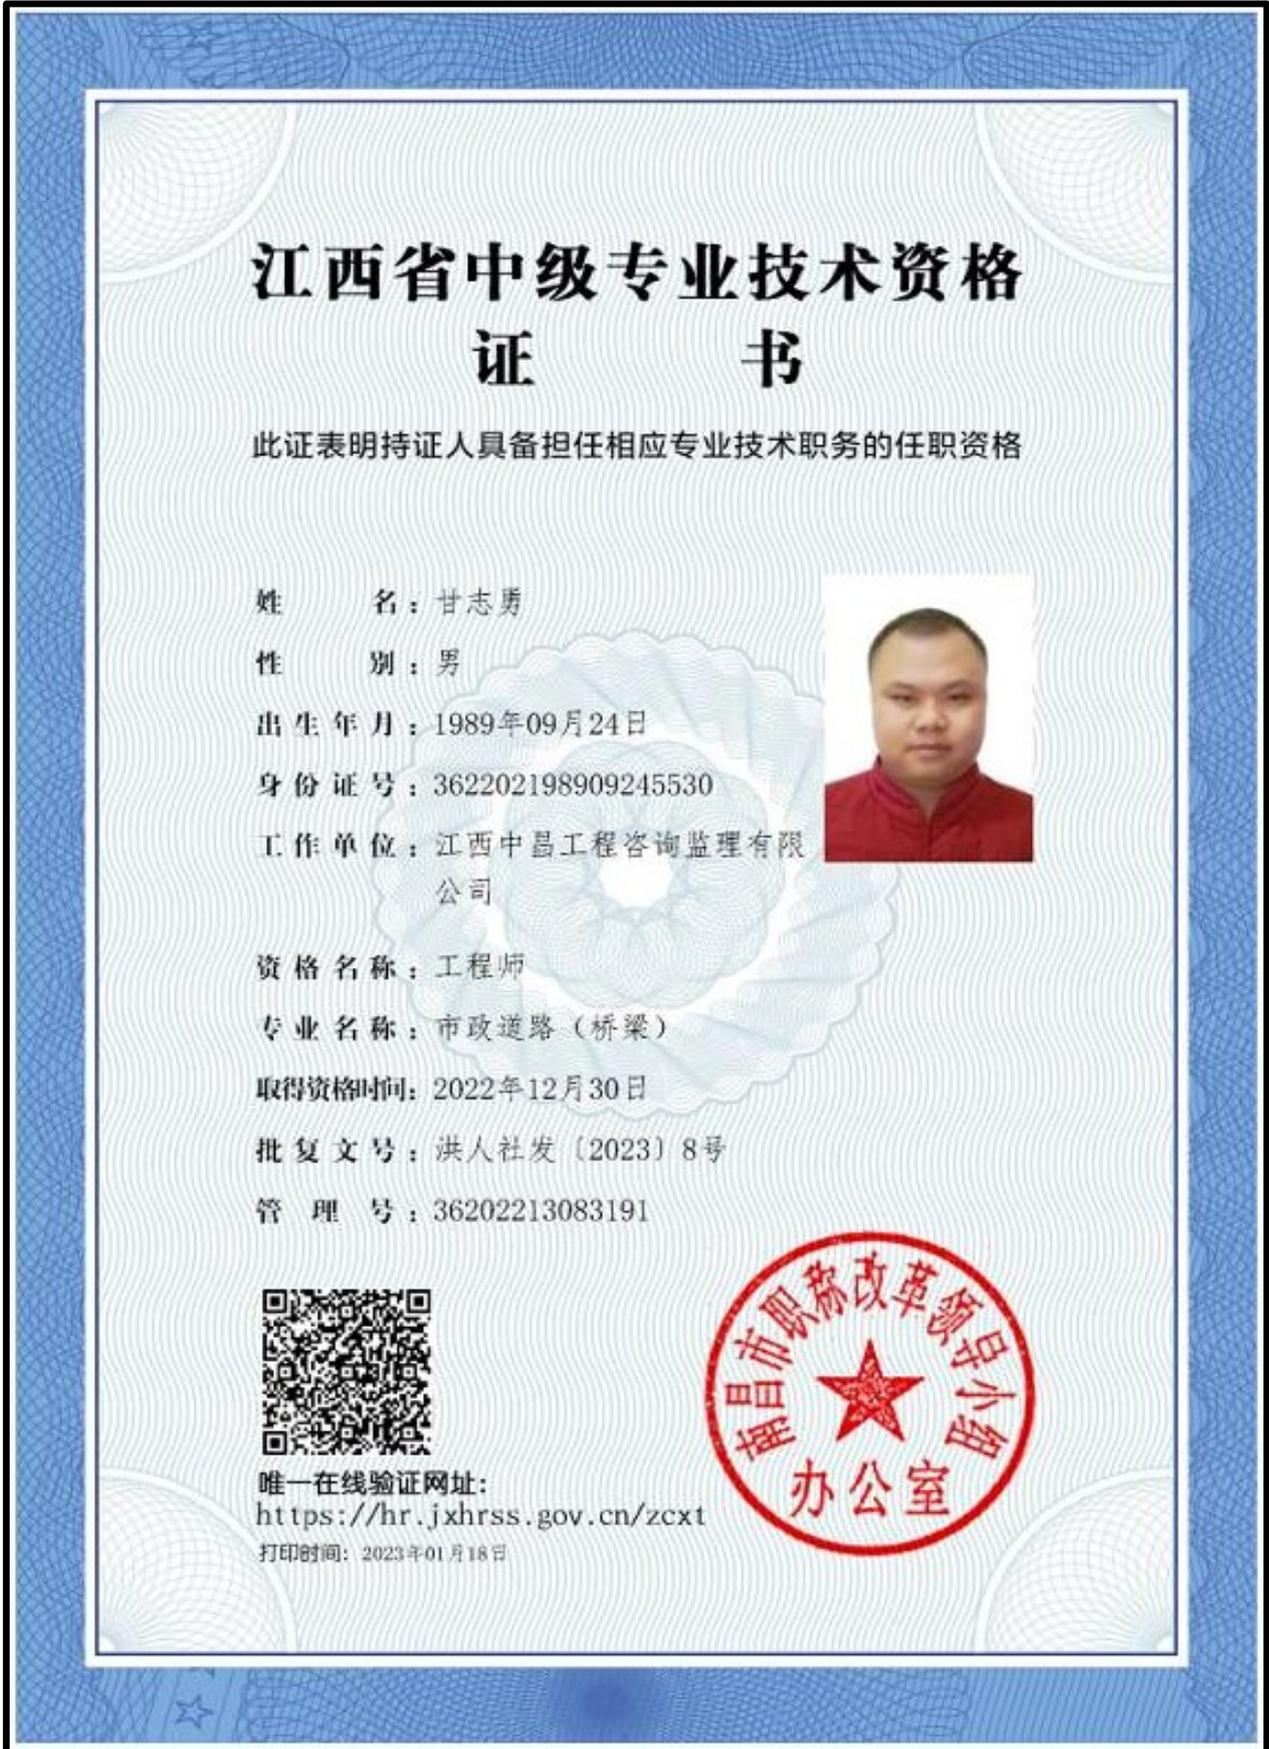 江西省中级专业技术资格
证 书
此证表明持证人具备担任相应专业技术职务的任职资格
姓 名：甘志勇
性 别：男
出生年月：1989年09月24日
身份证号：362202198909245530
工作单位：江西中昌工程咨询监理有限
公司
资格名称：工程师
专业名称：市政道路（桥梁）
取得资格时间：2022年12月30日
批复文号：洪人社发〔2023〕8号
管 理 号：36202213083191
南昌市职称改革领导小组
办公室
唯一在线验证网址：
https://hr.jxhrss.gov.cn/zcxt
打印时间：2023年01月18日